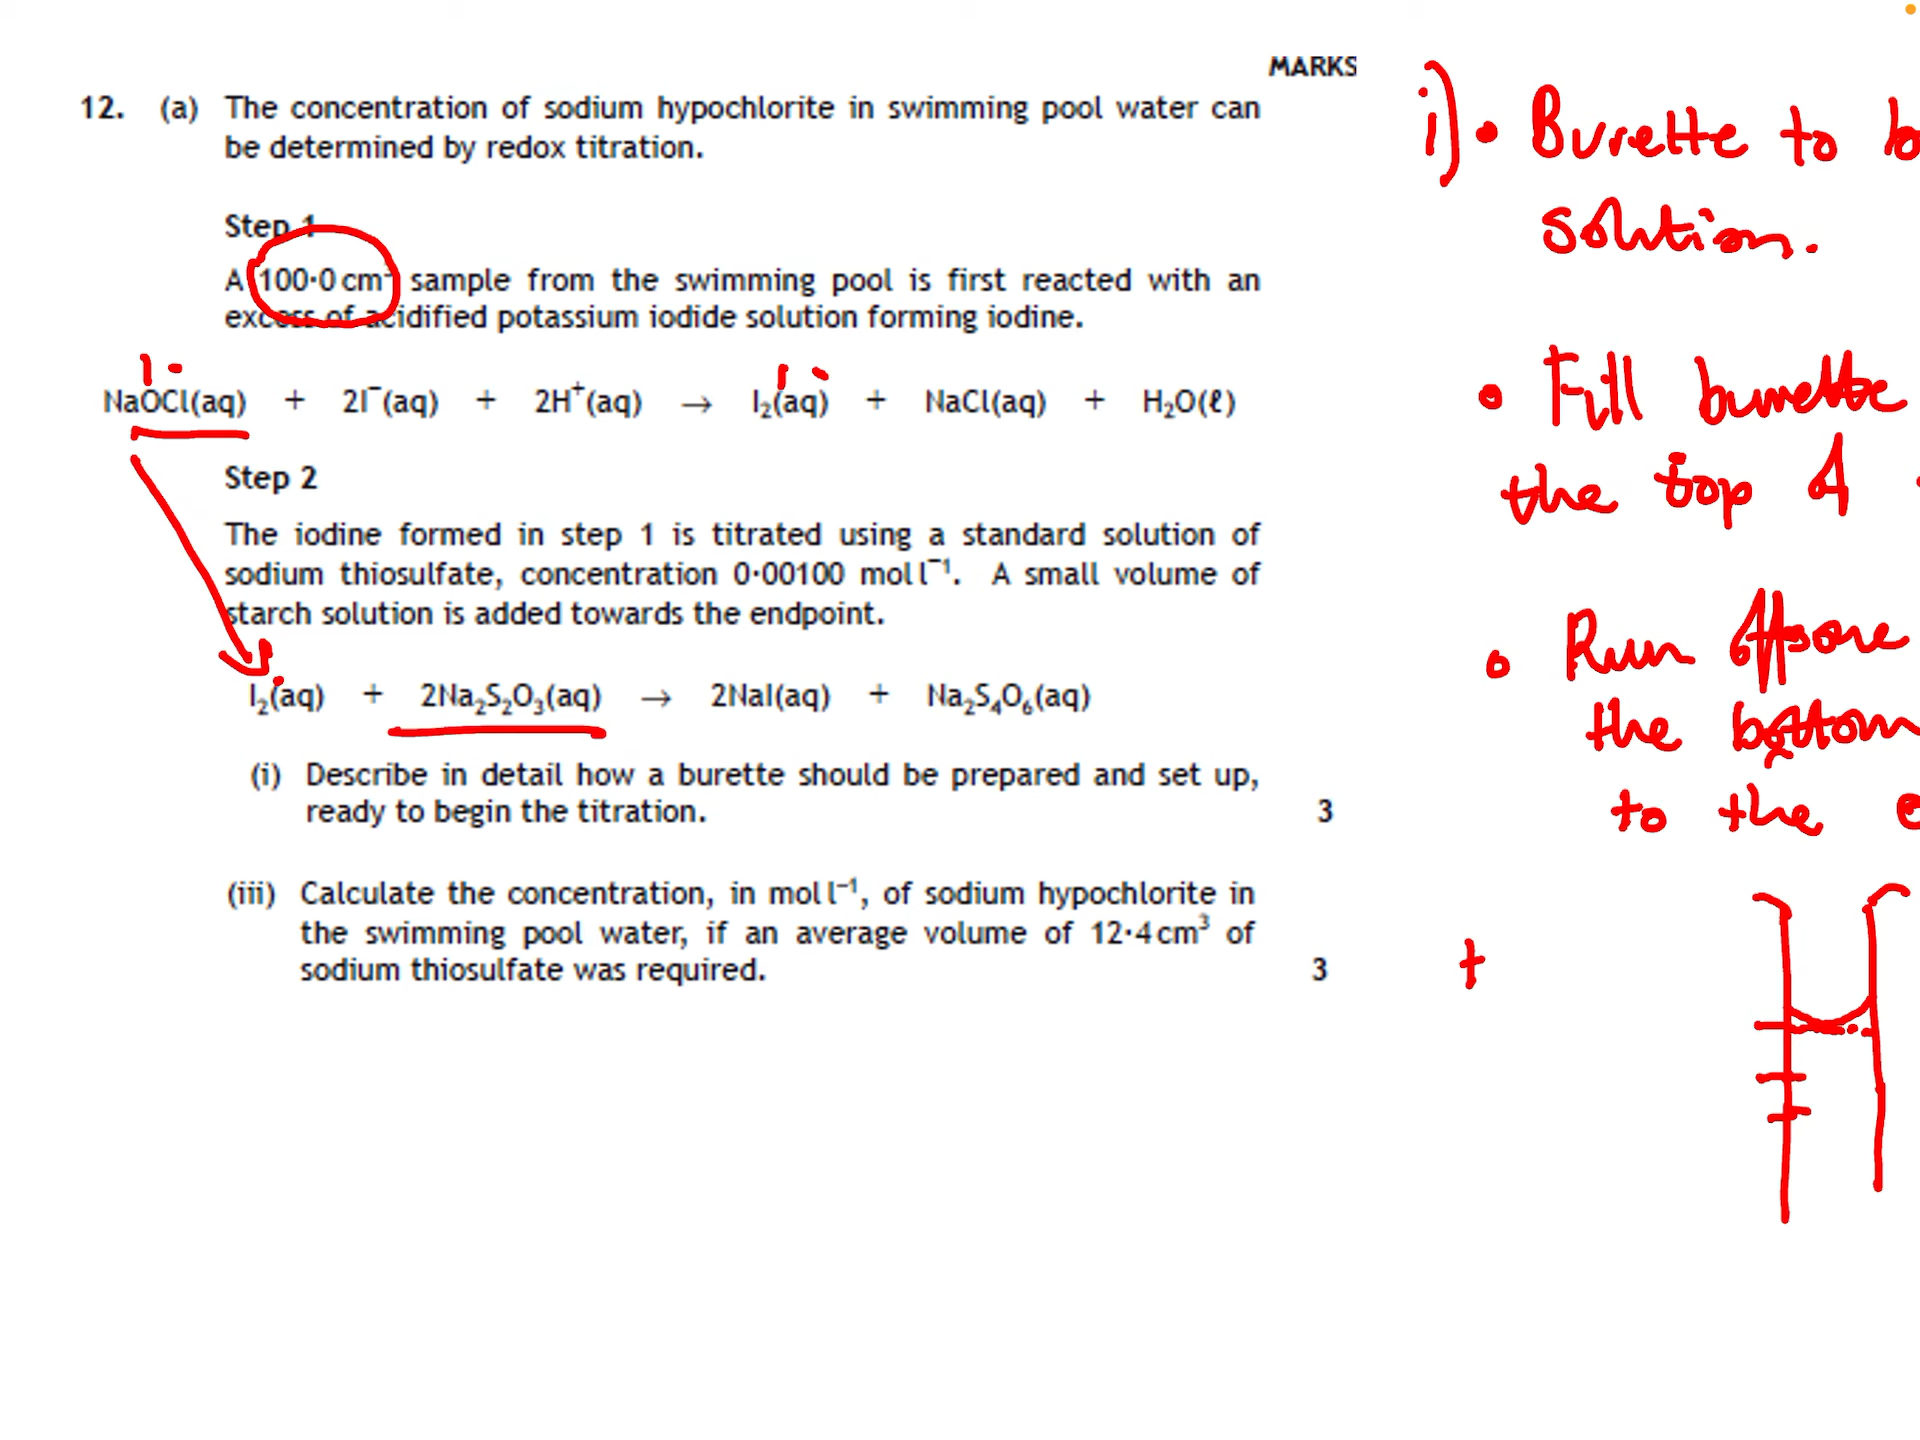 MARKS
12. (a) The concentration of sodium hypochlorite in swimming pool water can
be determined by redox titration.
Step 1
A 100·0 cm³ sample from the swimming pool is first reacted with an
excess of acidified potassium iodide solution forming iodine.
1 1
NaOCl(aq) + 2I⁻(aq) + 2H⁺(aq) → I₂(aq) + NaCl(aq) + H₂O(ℓ)
Step 2
The iodine formed in step 1 is titrated using a standard solution of
sodium thiosulfate, concentration 0·00100 mol l⁻¹. A small volume of
starch solution is added towards the endpoint.
I₂(aq) + 2Na₂S₂O₃(aq) → 2NaI(aq) + Na₂S₄O₆(aq)
(i) Describe in detail how a burette should be prepared and set up,
ready to begin the titration. 3
(iii) Calculate the concentration, in mol l⁻¹, of sodium hypochlorite in
the swimming pool water, if an average volume of 12·4 cm³ of
sodium thiosulfate was required. 3
i) • Burette to b
solution.
• Fill burette
the top of
• Run off some
the bottom
to the
t